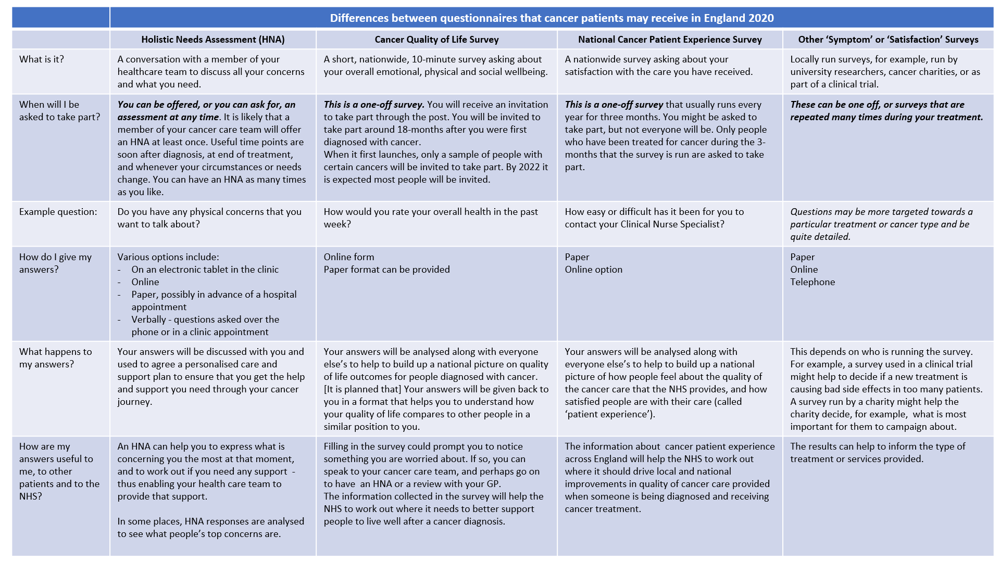 Differences between questionnaires that cancer patients may receive in England 2020
Holistic Needs Assessment (HNA)
Cancer Quality of Life Survey
National Cancer Patient Experience Survey
Other ‘Symptom’ or ‘Satisfaction’ Surveys
What is it?
A conversation with a member of your
healthcare team to discuss all your concerns
and what you need.
A short, nationwide, 10-minute survey asking about
your overall emotional, physical and social wellbeing.
A nationwide survey asking about your
satisfaction with the care you have received.
Locally run surveys, for example, run by
university researchers, cancer charities, or as
part of a clinical trial.
When will I be
asked to take part?
You can be offered, or you can ask for, an
assessment at any time. It is likely that a
member of your cancer care team will offer
an HNA at least once. Useful time points are
soon after diagnosis, at end of treatment,
and whenever your circumstances or needs
change. You can have an HNA as many times
as you like.
This is a one-off survey. You will receive an invitation
to take part through the post. You will be invited to
take part around 18-months after you were first
diagnosed with cancer.
When it first launches, only a sample of people with
certain cancers will be invited to take part. By 2022 it
is expected most people will be invited.
This is a one-off survey that usually runs every
year for three months. You might be asked to
take part, but not everyone will be. Only people
who have been treated for cancer during the 3-
months that the survey is run are asked to take
part.
These can be one off, or surveys that are
repeated many times during your treatment.
Example question:
Do you have any physical concerns that you
want to talk about?
How would you rate your overall health in the past
week?
How easy or difficult has it been for you to
contact your Clinical Nurse Specialist?
Questions may be more targeted towards a
particular treatment or cancer type and be
quite detailed.
How do I give my
answers?
Various options include:
- On an electronic tablet in the clinic
- Online
- Paper, possibly in advance of a hospital
appointment
- Verbally - questions asked over the
phone or in a clinic appointment
Online form
Paper format can be provided
Paper
Online option
Paper
Online
Telephone
What happens to
my answers?
Your answers will be discussed with you and
used to agree a personalised care and
support plan to ensure that you get the help
and support you need through your cancer
journey.
Your answers will be analysed along with everyone
else’s to help to build up a national picture on quality
of life outcomes for people diagnosed with cancer.
[It is planned that] Your answers will be given back to
you in a format that helps you to understand how
your quality of life compares to other people in a
similar position to you.
Your answers will be analysed along with
everyone else’s to help to build up a national
picture of how people feel about the quality of
the cancer care that the NHS provides, and how
satisfied people are with their care (called
‘patient experience’).
This depends on who is running the survey.
For example, a survey used in a clinical trial
might help to decide if a new treatment is
causing bad side effects in too many patients.
A survey run by a charity might help the
charity decide, for example,  what is most
important for them to campaign about.
How are my
answers useful to
me, to other
patients and to the
NHS?
An HNA can help you to express what is
concerning you the most at that moment,
and to work out if you need any support  -
thus enabling your health care team to
provide that support.
In some places, HNA responses are analysed
to see what people’s top concerns are.
Filling in the survey could prompt you to notice
something you are worried about. If so, you can
speak to your cancer care team, and perhaps go on
to have  an HNA or a review with your GP.
The information collected in the survey will help the
NHS to work out where it needs to better support
people to live well after a cancer diagnosis.
The information about  cancer patient experience
across England will help the NHS to work out
where it should drive local and national
improvements in quality of cancer care provided
when someone is being diagnosed and receiving
cancer treatment.
The results can help to inform the type of
treatment or services provided.